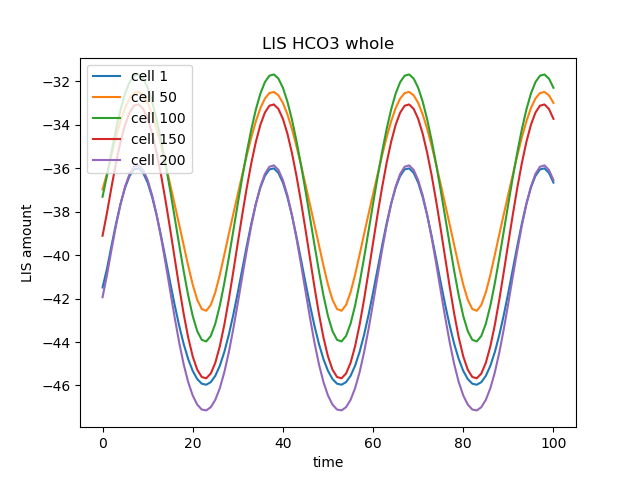 LIS HCO3 whole
cell 1
cell 50
cell 100
cell 150
cell 200
−32
−34
−36
−38
−40
−42
−44
−46
LIS amount
0 20 40 60 80 100
time